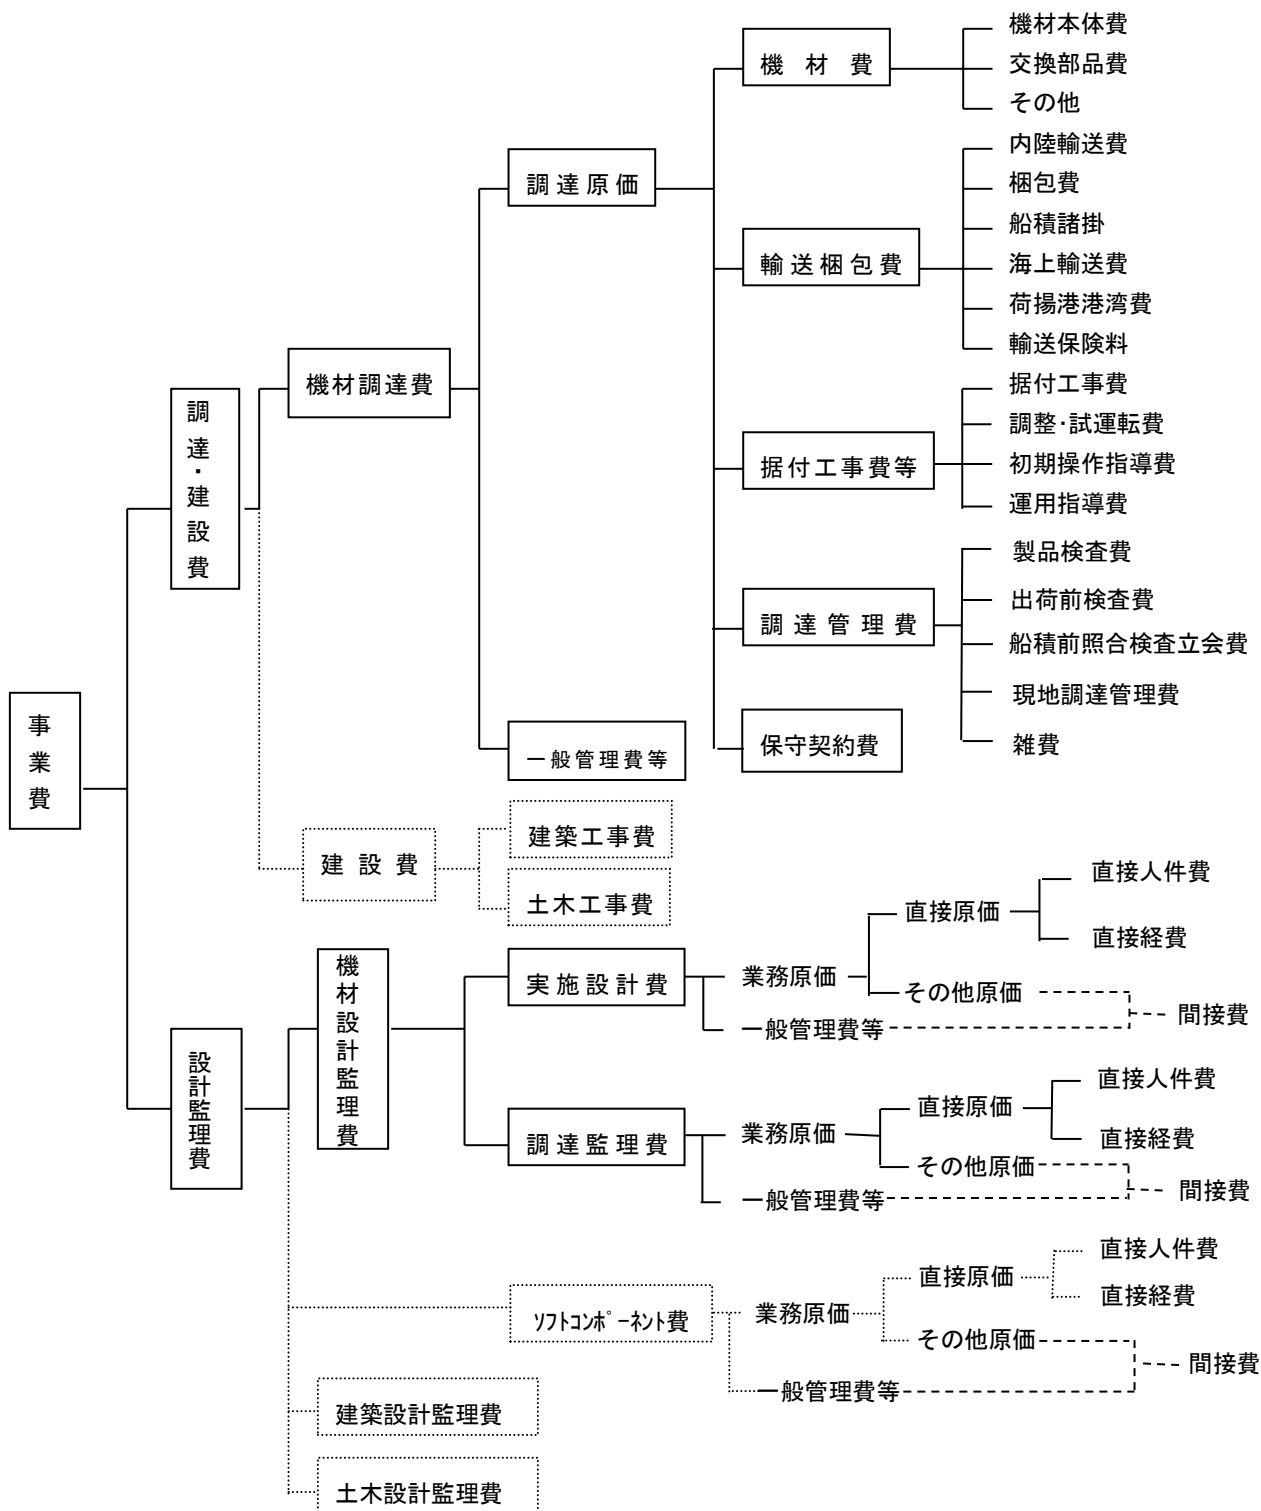 機材本体費
機材費
交換部品費
その他
内陸輸送費
調達原価
梱包費
船積諸掛
輸送梱包費
海上輸送費
荷揚港港湾費
輸送保険料
機材調達費
据付工事費
調達・建設費
調整・試運転費
据付工事費等
初期操作指導費
運用指導費
製品検査費
出荷前検査費
調達管理費
船積前照合検査立会費
現地調達管理費
事業費
一般管理費等
保守契約費
雑費
建築工事費
建設費
土木工事費
直接人件費
直接原価
直接経費
機材設計監理費
実施設計費
業務原価
その他原価
間接費
一般管理費等
設計監理費
直接人件費
直接原価
調達監理費
業務原価
直接経費
その他原価
一般管理費等
間接費
直接人件費
直接原価
直接経費
ｿﾌﾄｺﾝﾎﾟｰﾈﾝﾄ費
業務原価
その他原価
間接費
一般管理費等
建築設計監理費
土木設計監理費